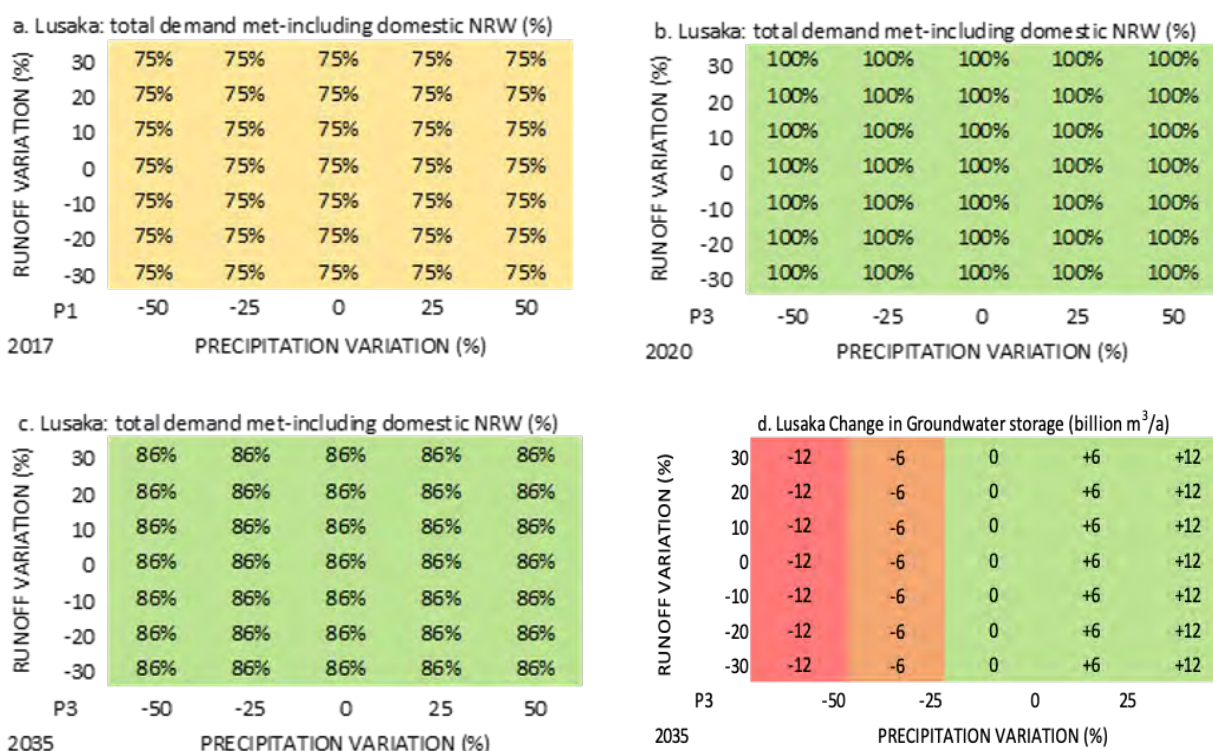 a. Lusaka: total demand met-including domestic NRW (%)
RUNOFF VARIATION (%)
30 75% 75% 75% 75% 75%
20 75% 75% 75% 75% 75%
10 75% 75% 75% 75% 75%
0 75% 75% 75% 75% 75%
-10 75% 75% 75% 75% 75%
-20 75% 75% 75% 75% 75%
-30 75% 75% 75% 75% 75%
P1 -50 -25 0 25 50
2017 PRECIPITATION VARIATION (%)
b. Lusaka: total demand met-including domestic NRW (%)
RUNOFF VARIATION (%)
30 100% 100% 100% 100% 100%
20 100% 100% 100% 100% 100%
10 100% 100% 100% 100% 100%
0 100% 100% 100% 100% 100%
-10 100% 100% 100% 100% 100%
-20 100% 100% 100% 100% 100%
-30 100% 100% 100% 100% 100%
P3 -50 -25 0 25 50
2020 PRECIPITATION VARIATION (%)
c. Lusaka: total demand met-including domestic NRW (%)
RUNOFF VARIATION (%)
30 86% 86% 86% 86% 86%
20 86% 86% 86% 86% 86%
10 86% 86% 86% 86% 86%
0 86% 86% 86% 86% 86%
-10 86% 86% 86% 86% 86%
-20 86% 86% 86% 86% 86%
-30 86% 86% 86% 86% 86%
P3 -50 -25 0 25 50
2035 PRECIPITATION VARIATION (%)
d. Lusaka Change in Groundwater storage (billion m³/a)
RUNOFF VARIATION (%)
30 -12 -6 0 +6 +12
20 -12 -6 0 +6 +12
10 -12 -6 0 +6 +12
0 -12 -6 0 +6 +12
-10 -12 -6 0 +6 +12
-20 -12 -6 0 +6 +12
-30 -12 -6 0 +6 +12
P3 -50 -25 0 25
2035 PRECIPITATION VARIATION (%)